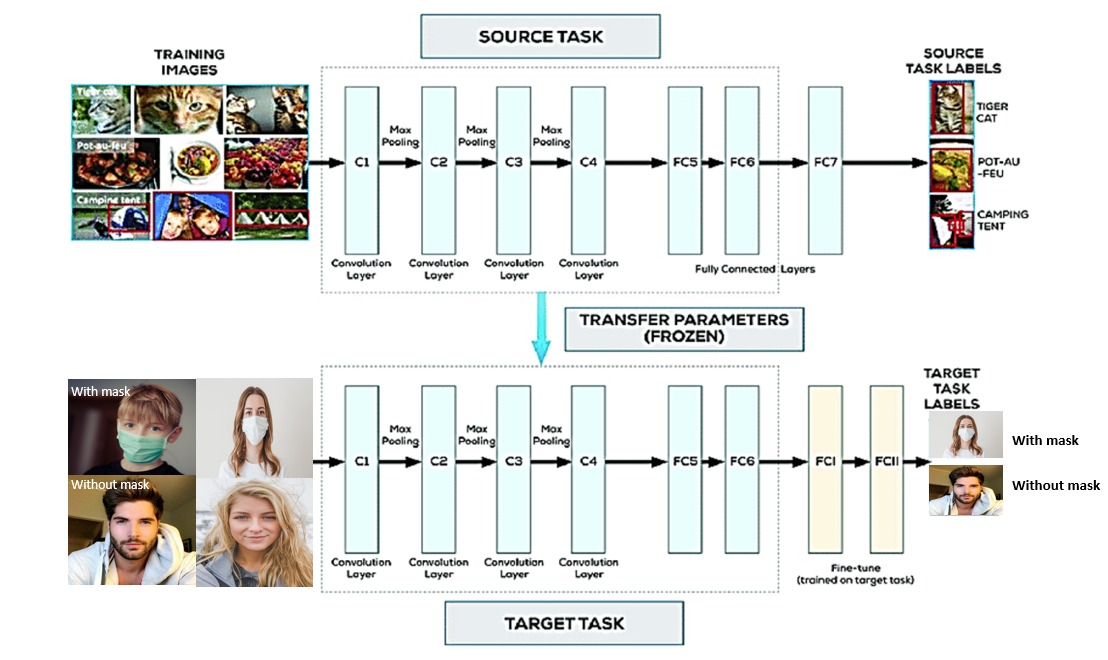 SOURCE TASK
TRAINING
IMAGES
SOURCE
TASK LABELS
Tiger cat
Pot-au-feu
Camping tent
C1
Max
Pooling
C2
Max
Pooling
C3
Max
Pooling
C4
FC5
FC6
FC7
TIGER
CAT
POT-AU
-FEU
CAMPING
TENT
Convolution
Layer
Convolution
Layer
Convolution
Layer
Convolution
Layer
Fully Connected Layers
TRANSFER PARAMETERS
(FROZEN)
TARGET
TASK
LABELS
With mask
Without mask
C1
Max
Pooling
C2
Max
Pooling
C3
Max
Pooling
C4
FC5
FC6
FCI
FCII
With mask
Without mask
Convolution
Layer
Convolution
Layer
Convolution
Layer
Convolution
Layer
Fine-tune
(trained on target task)
TARGET TASK